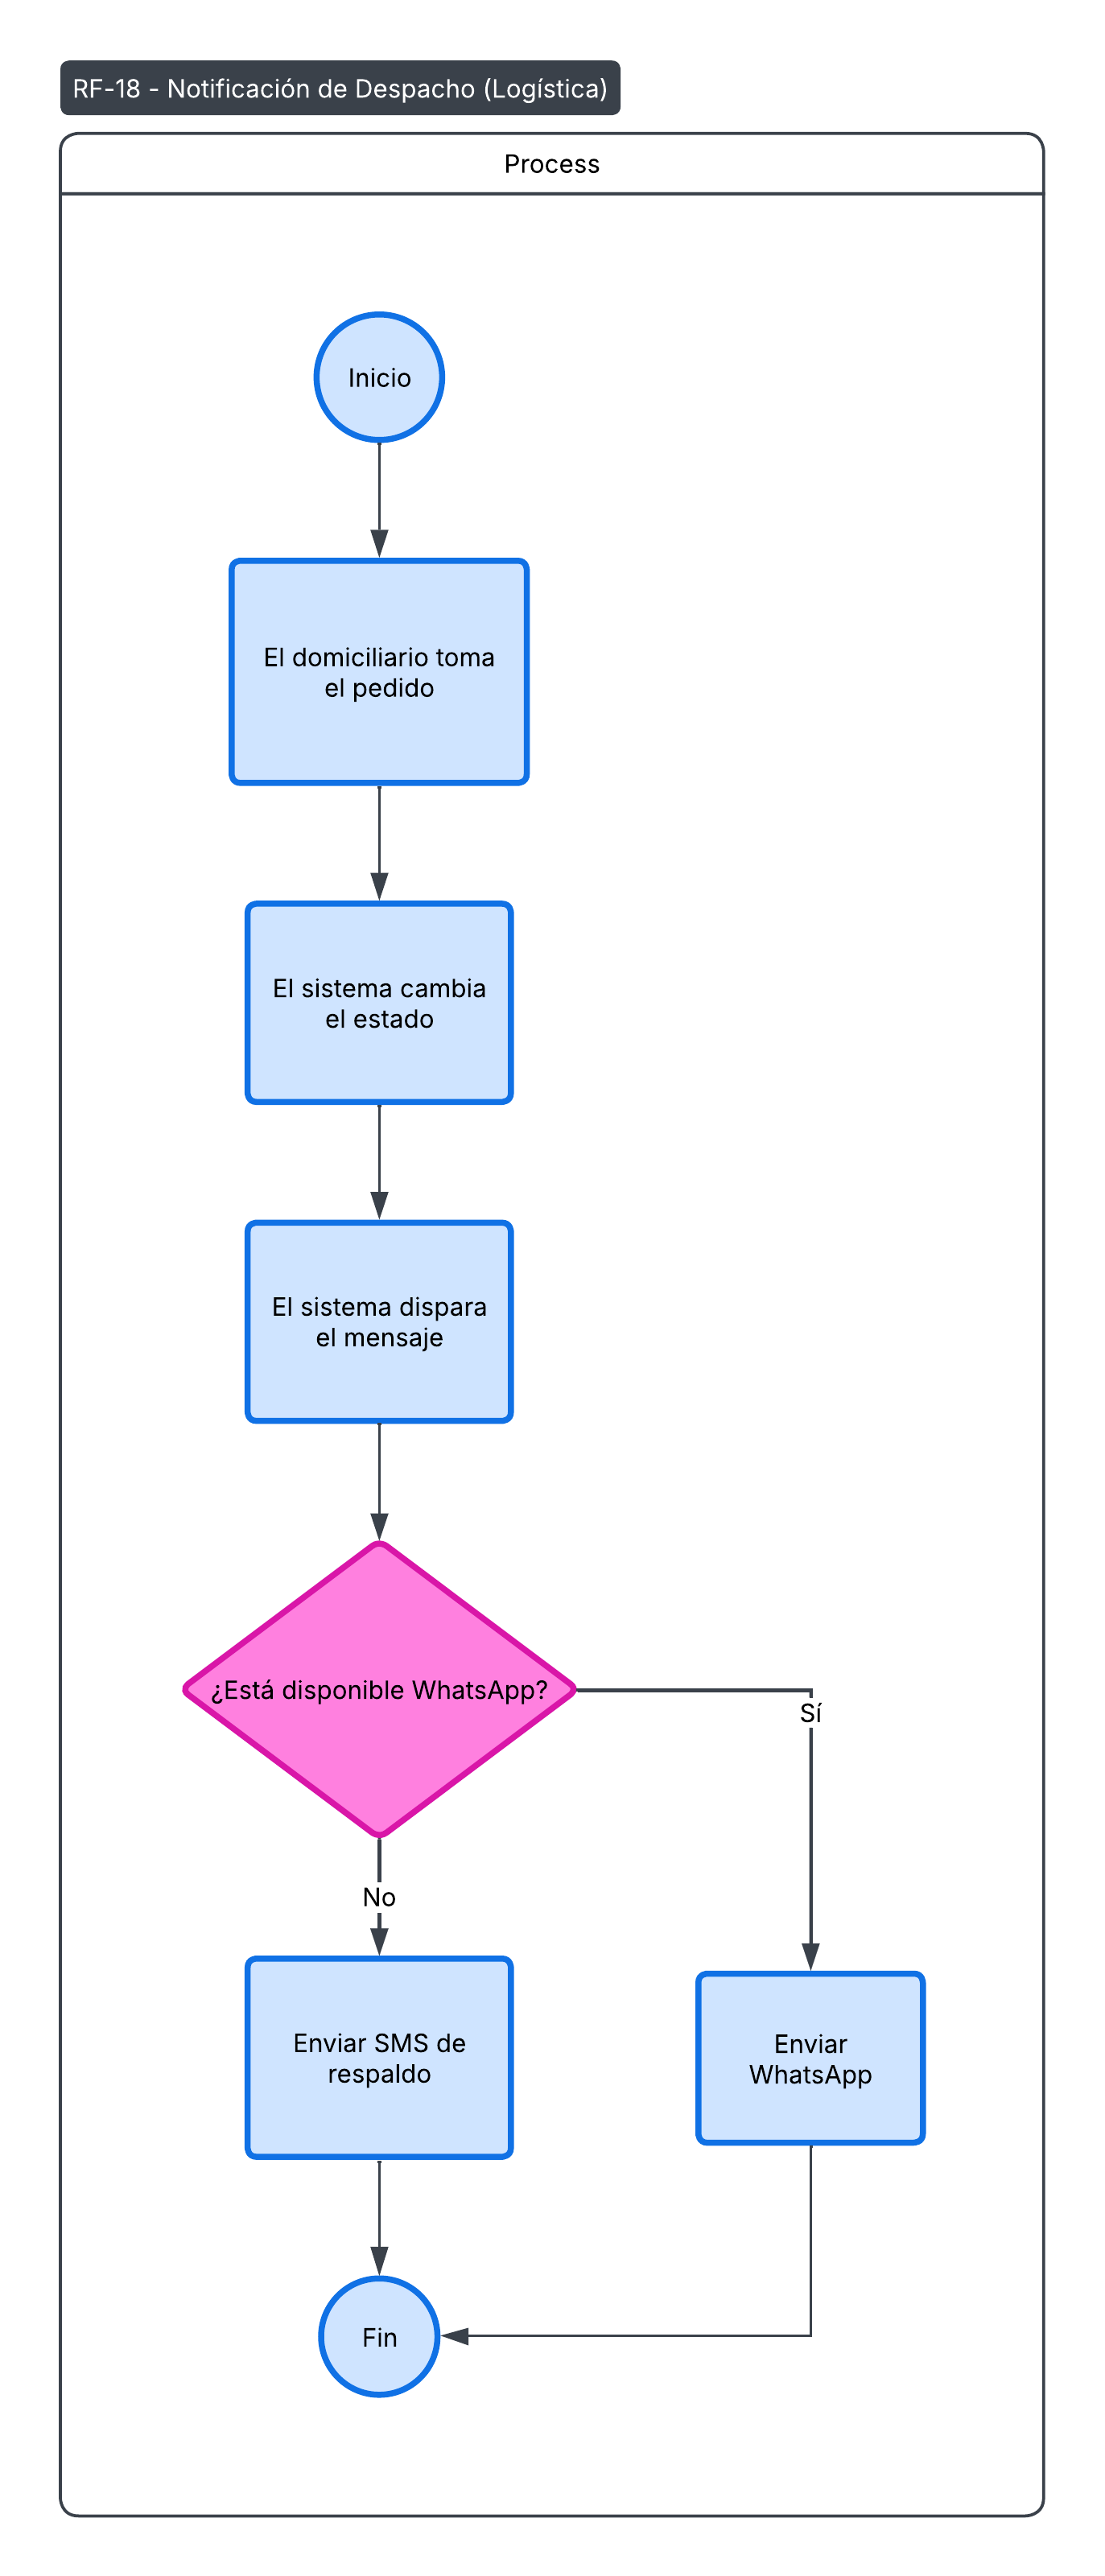 RF-18 - Notificación de Despacho (Logística)
Process
Inicio
El domiciliario toma
el pedido
El sistema cambia
el estado
El sistema dispara
el mensaje
¿Está disponible WhatsApp?
Sí
No
Enviar SMS de
respaldo
Enviar
WhatsApp
Fin